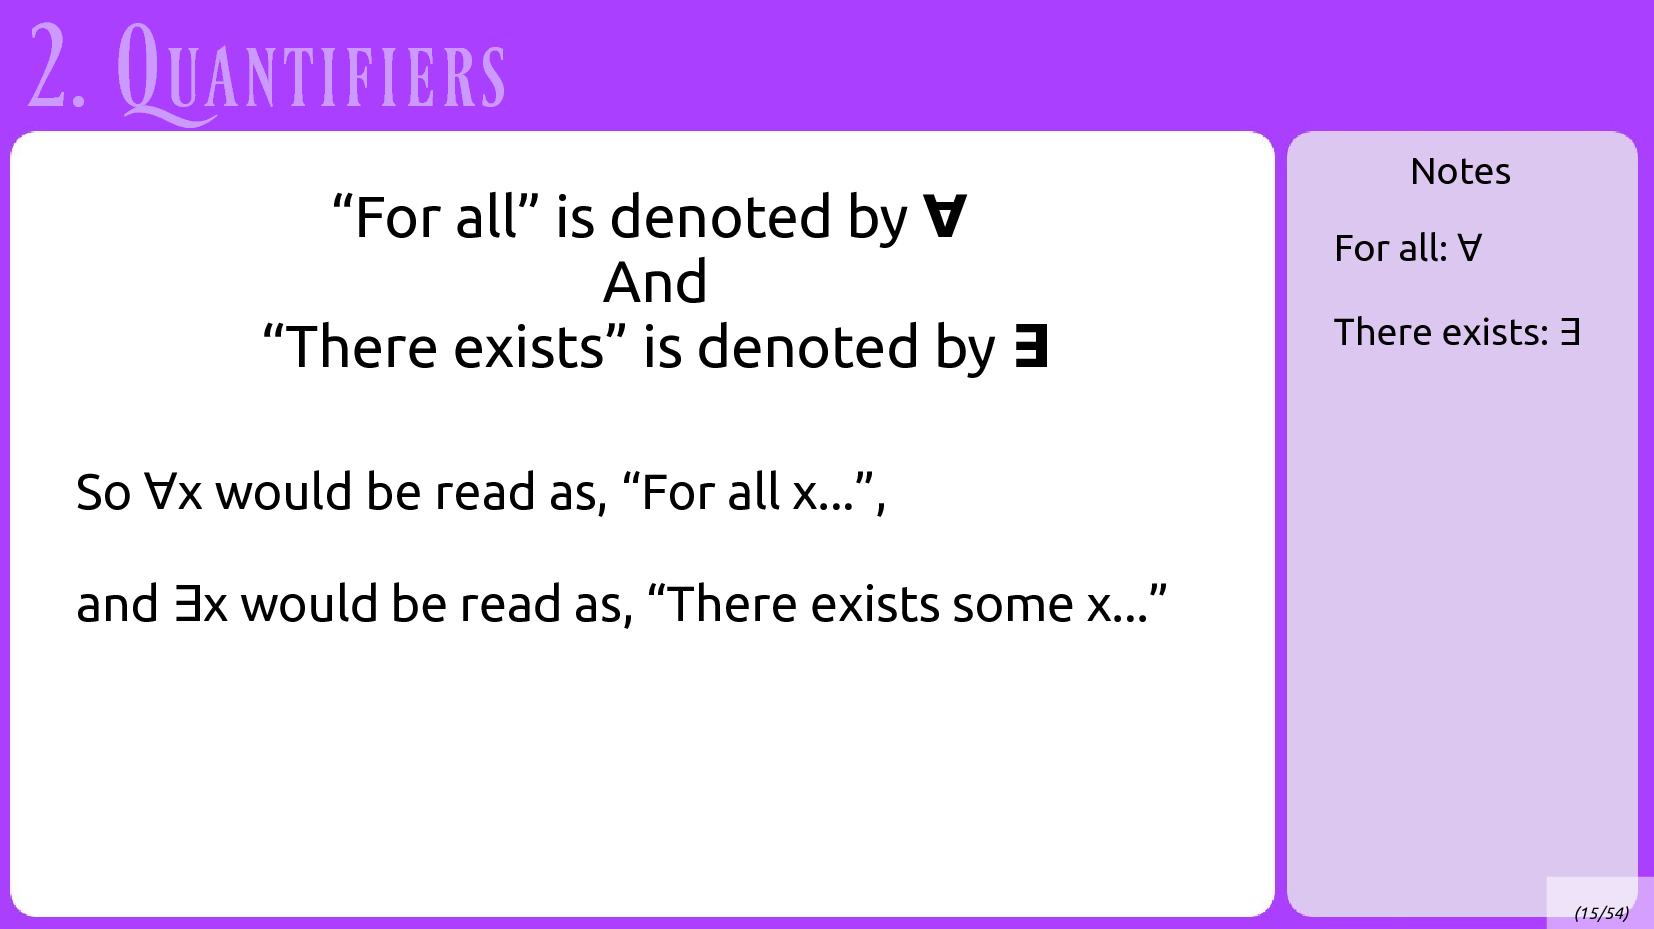 2. Quantifiers
“For all” is denoted by ∀
And
“There exists” is denoted by ∃
So ∀x would be read as, “For all x...”,
and ∃x would be read as, “There exists some x...”
Notes
For all: ∀
There exists: ∃
(15/54)